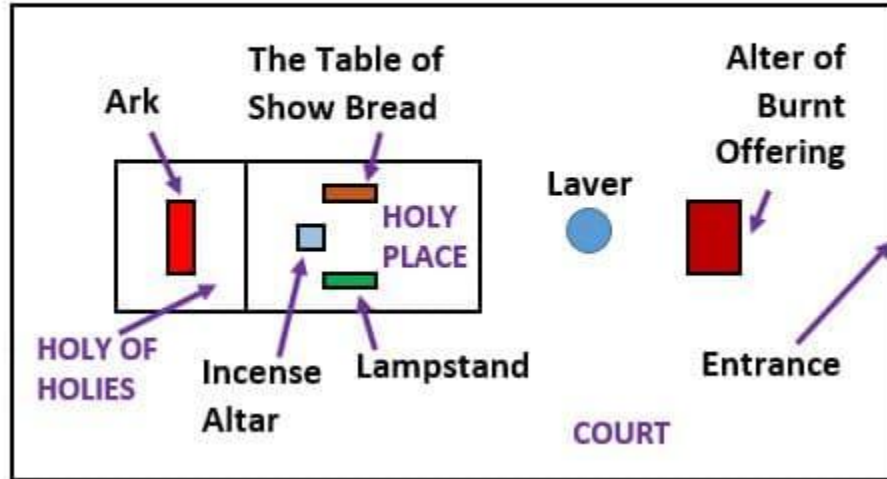 The Table of
Show Bread
Ark
Alter of
Burnt
Offering
Laver
HOLY
PLACE
HOLY OF
HOLIES
Incense
Altar
Lampstand
Entrance
COURT